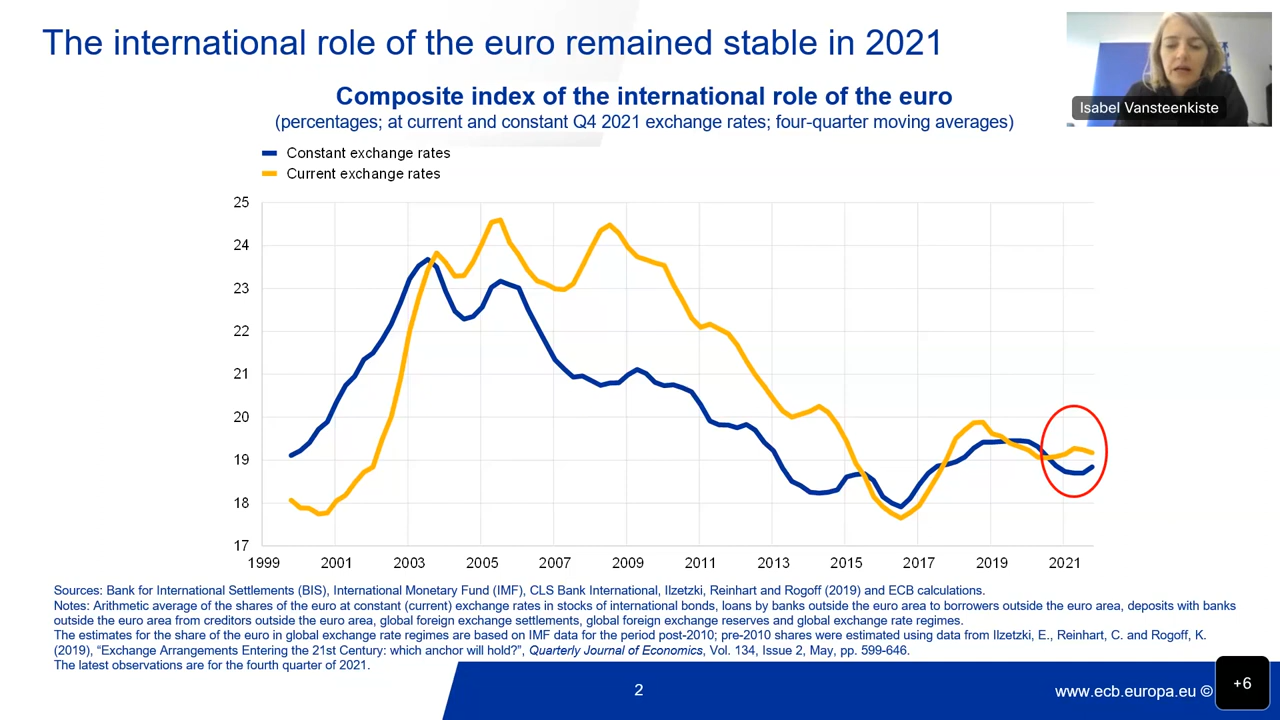 The international role of the euro remained stable in 2021
Isabel Vansteenkiste
Composite index of the international role of the euro
(percentages; at current and constant Q4 2021 exchange rates; four-quarter moving averages)
Constant exchange rates
Current exchange rates
25
24
23
22
21
20
19
18
17
1999 2001 2003 2005 2007 2009 2011 2013 2015 2017 2019 2021
Sources: Bank for International Settlements (BIS), International Monetary Fund (IMF), CLS Bank International, Ilzetzki, Reinhart and Rogoff (2019) and ECB calculations.
Notes: Arithmetic average of the shares of the euro at constant (current) exchange rates in stocks of international bonds, loans by banks outside the euro area to borrowers outside the euro area, deposits with banks
outside the euro area from creditors outside the euro area, global foreign exchange settlements, global foreign exchange reserves and global exchange rate regimes.
The estimates for the share of the euro in global exchange rate regimes are based on IMF data for the period post-2010; pre-2010 shares were estimated using data from Ilzetzki, E., Reinhart, C. and Rogoff, K.
(2019), “Exchange Arrangements Entering the 21st Century: which anchor will hold?”, Quarterly Journal of Economics, Vol. 134, Issue 2, May, pp. 599-646.
The latest observations are for the fourth quarter of 2021.
2
www.ecb.europa.eu ©
+6